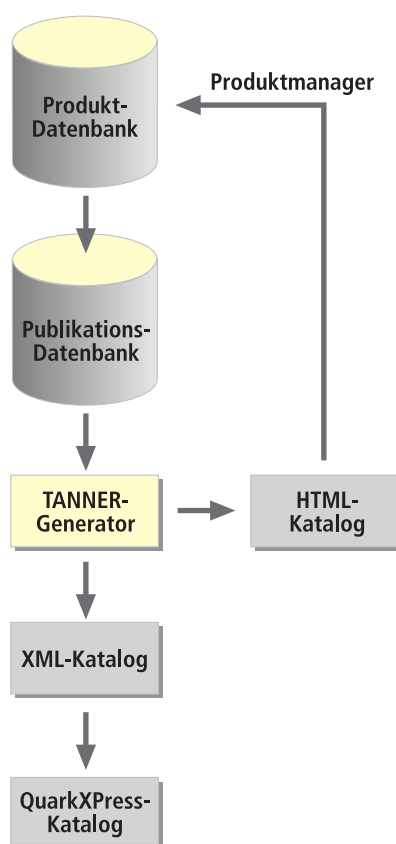 Produktmanager
Produkt-
Datenbank
Publikations-
Datenbank
TANNER-
Generator
HTML-
Katalog
XML-Katalog
QuarkXPress-
Katalog